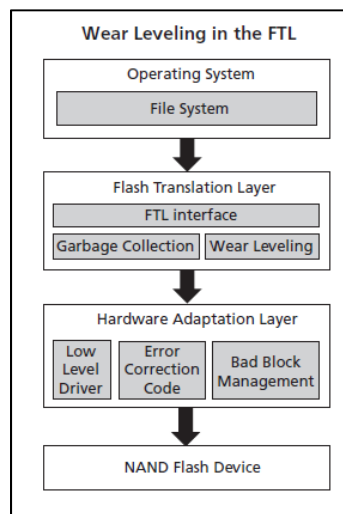 Wear Leveling in the FTL
Operating System
File System
Flash Translation Layer
FTL interface
Garbage Collection
Wear Leveling
Hardware Adaptation Layer
Low
Level
Driver
Error
Correction
Code
Bad Block
Management
NAND Flash Device